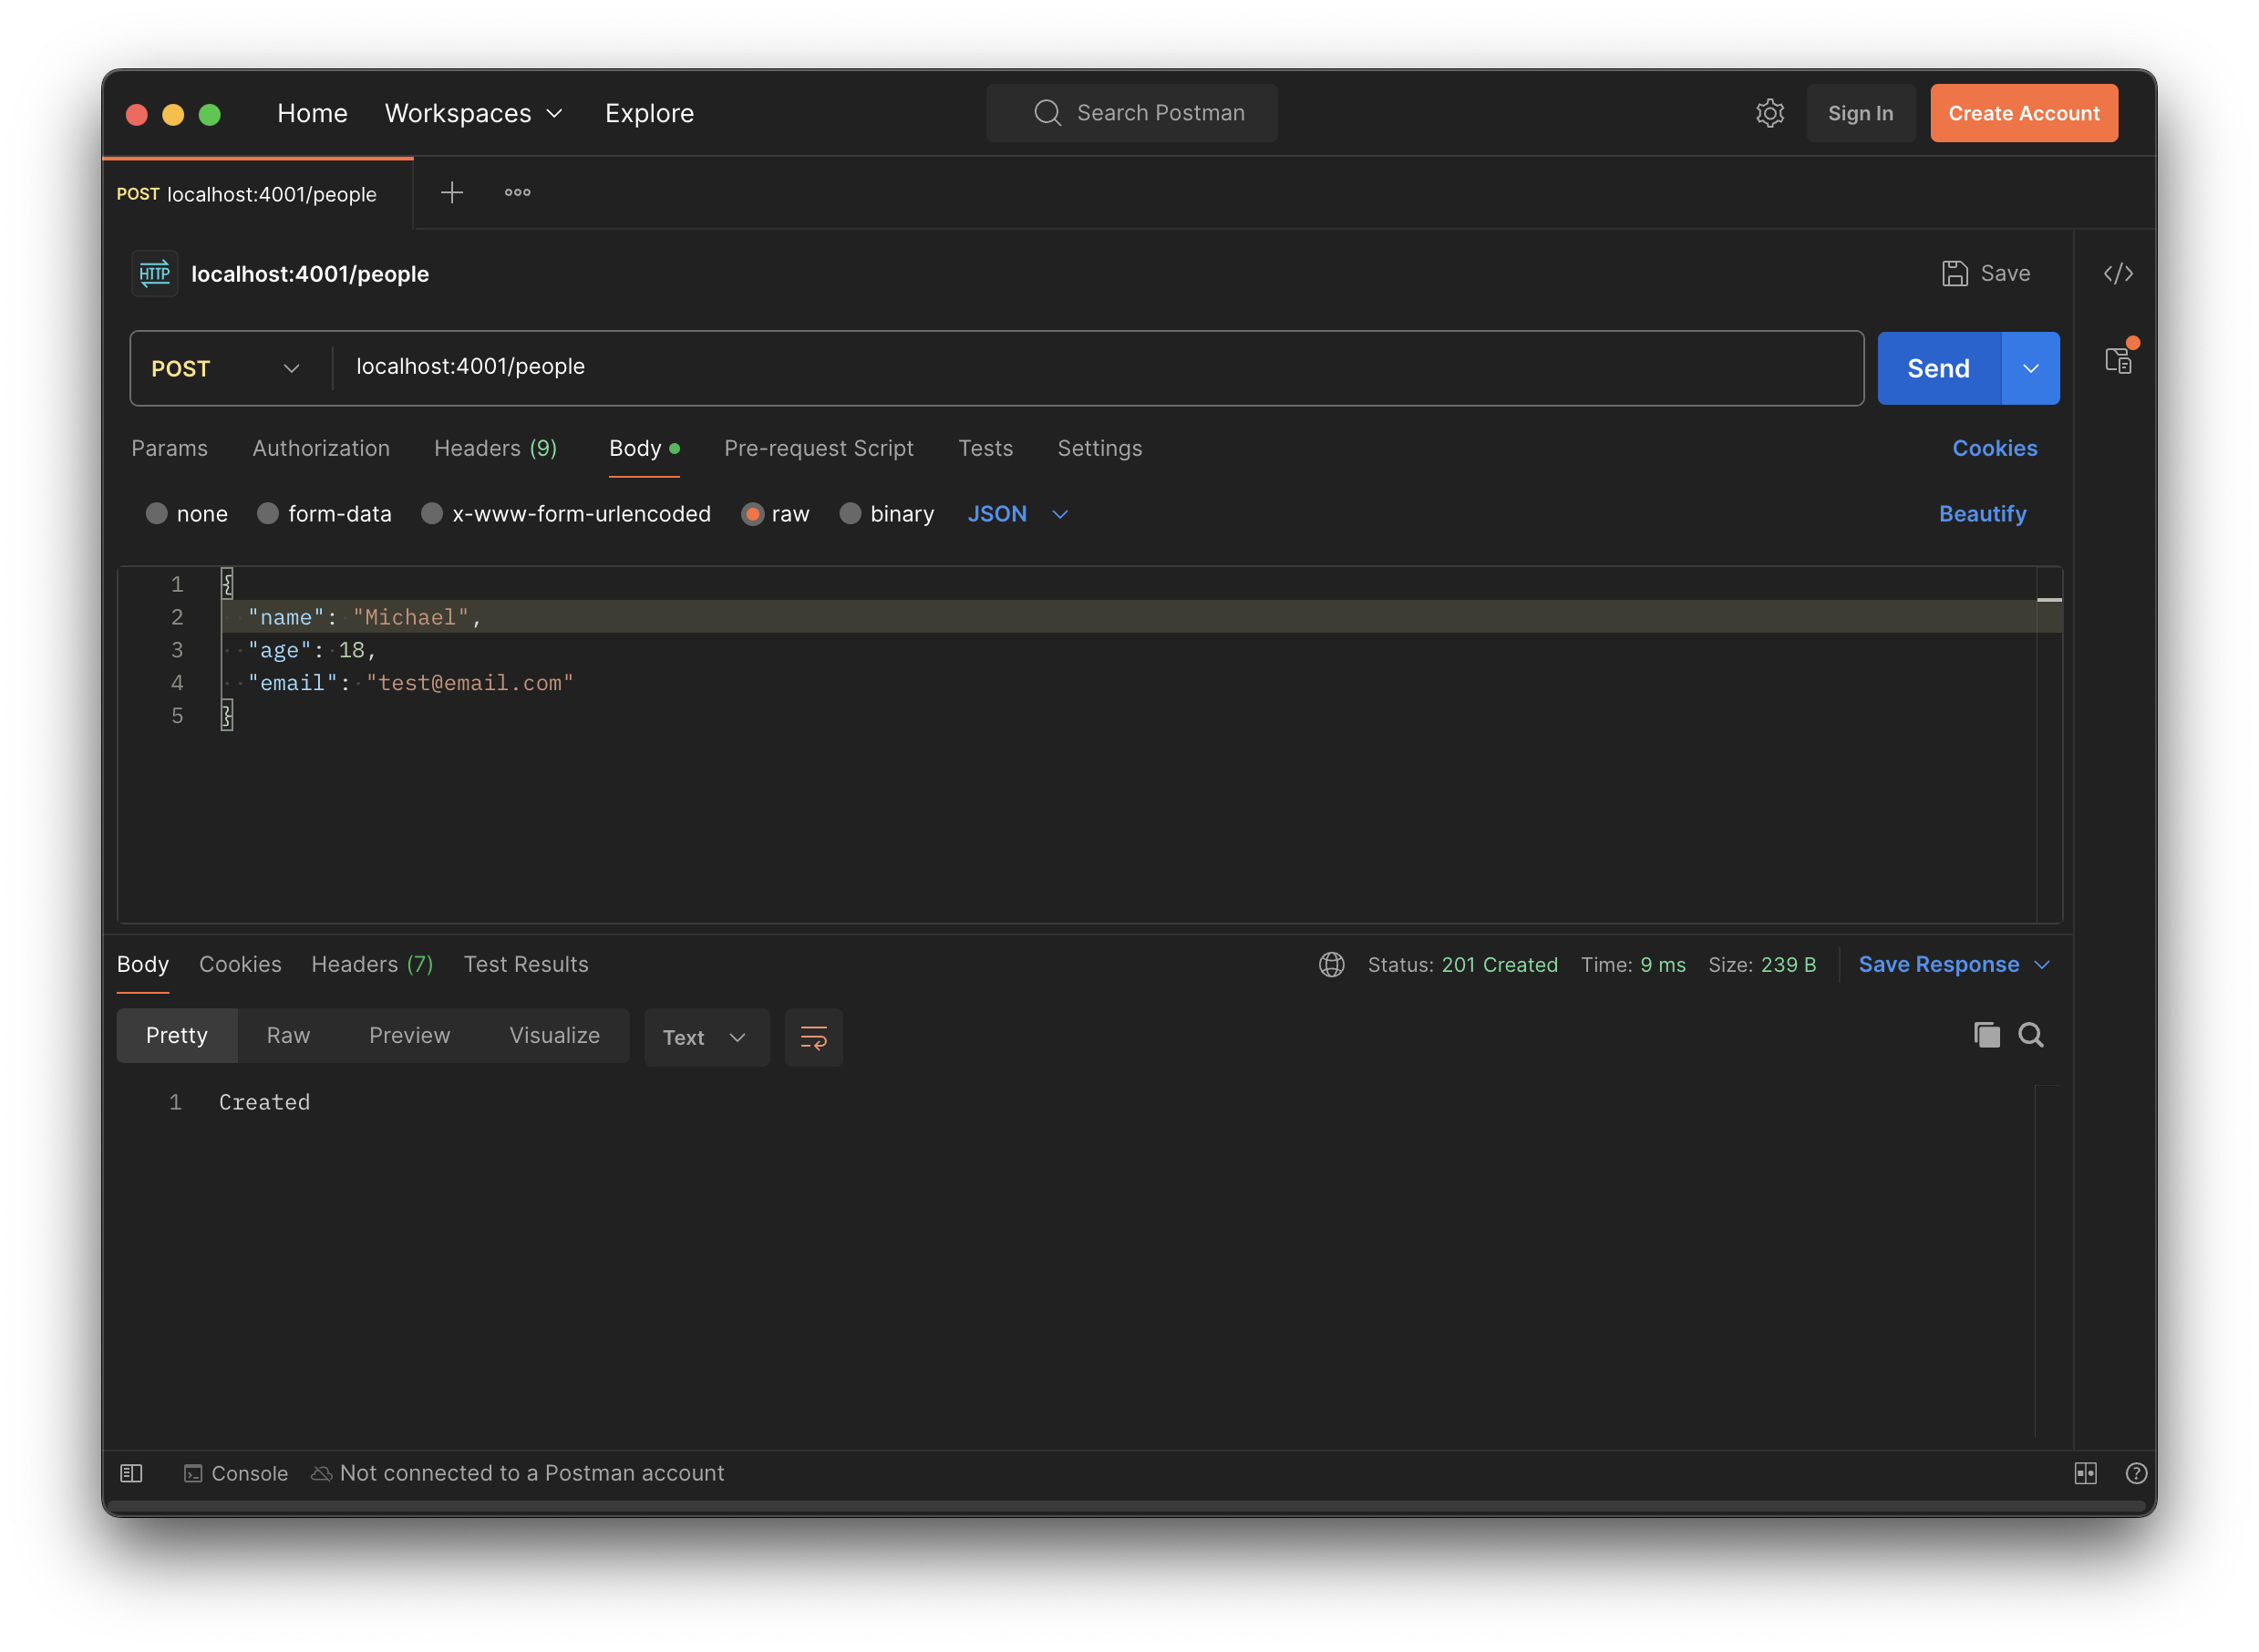 Home Workspaces Explore Search Postman Sign In Create Account
POST localhost:4001/people
HTTP localhost:4001/people Save
POST localhost:4001/people Send
Params Authorization Headers (9) Body Pre-request Script Tests Settings Cookies
none form-data x-www-form-urlencoded raw binary JSON Beautify
1 {
2 "name": "Michael",
3 "age": 18,
4 "email": "test@email.com"
5 }
Body Cookies Headers (7) Test Results Status: 201 Created Time: 9 ms Size: 239 B Save Response
Pretty Raw Preview Visualize Text
1 Created
Console Not connected to a Postman account